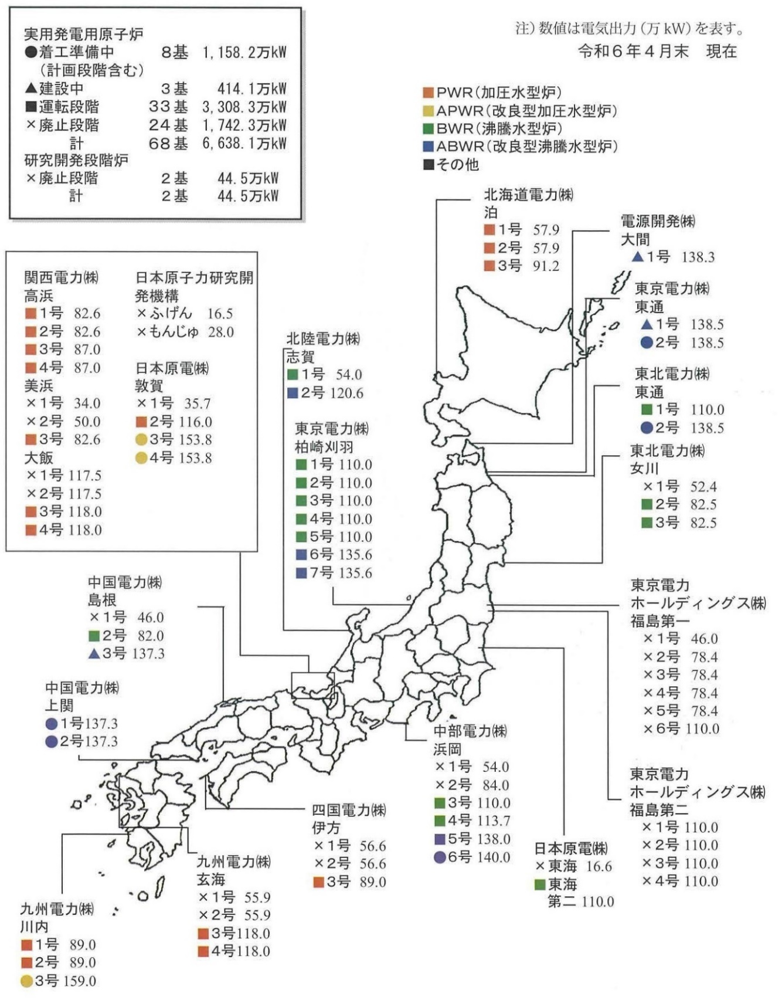 実用発電用原子炉
●着工準備中 8基 1,158.2万kW
(計画段階含む)
▲建設中 3基 414.1万kW
■運転段階 33基 3,308.3万kW
×廃止段階 24基 1,742.3万kW
計 68基 6,638.1万kW
研究開発段階炉
×廃止段階 2基 44.5万kW
計 2基 44.5万kW
注)数値は電気出力(万kW)を表す。
令和6年4月末 現在
■PWR(加圧水型炉)
■APWR(改良型加圧水型炉)
■BWR(沸騰水型炉)
■ABWR(改良型沸騰水型炉)
■その他
北海道電力㈱
泊
■1号 57.9
■2号 57.9
■3号 91.2
電源開発㈱
大間
▲1号 138.3
東京電力㈱
東通
▲1号 138.5
●2号 138.5
東北電力㈱
東通
■1号 110.0
●2号 138.5
東北電力㈱
女川
×1号 52.4
■2号 82.5
■3号 82.5
関西電力㈱
高浜
■1号 82.6
■2号 82.6
■3号 87.0
■4号 87.0
美浜
×1号 34.0
×2号 50.0
■3号 82.6
大飯
×1号 117.5
×2号 117.5
■3号 118.0
■4号 118.0
日本原子力研究開
発機構
×ふげん 16.5
×もんじゅ 28.0
日本原電㈱
敦賀
×1号 35.7
■2号 116.0
●3号 153.8
●4号 153.8
北陸電力㈱
志賀
■1号 54.0
■2号 120.6
東京電力㈱
柏崎刈羽
■1号 110.0
■2号 110.0
■3号 110.0
■4号 110.0
■5号 110.0
■6号 135.6
■7号 135.6
中国電力㈱
島根
×1号 46.0
■2号 82.0
▲3号 137.3
中国電力㈱
上関
●1号137.3
●2号137.3
東京電力
ホールディングス㈱
福島第一
×1号 46.0
×2号 78.4
×3号 78.4
×4号 78.4
×5号 78.4
×6号 110.0
東京電力
ホールディングス㈱
福島第二
×1号 110.0
×2号 110.0
×3号 110.0
×4号 110.0
中部電力㈱
浜岡
×1号 54.0
×2号 84.0
■3号 110.0
■4号 113.7
■5号 138.0
●6号 140.0
日本原電㈱
×東海 16.6
■東海
第二 110.0
四国電力㈱
伊方
×1号 56.6
×2号 56.6
■3号 89.0
九州電力㈱
玄海
×1号 55.9
×2号 55.9
■3号118.0
■4号118.0
九州電力㈱
川内
■1号 89.0
■2号 89.0
●3号 159.0